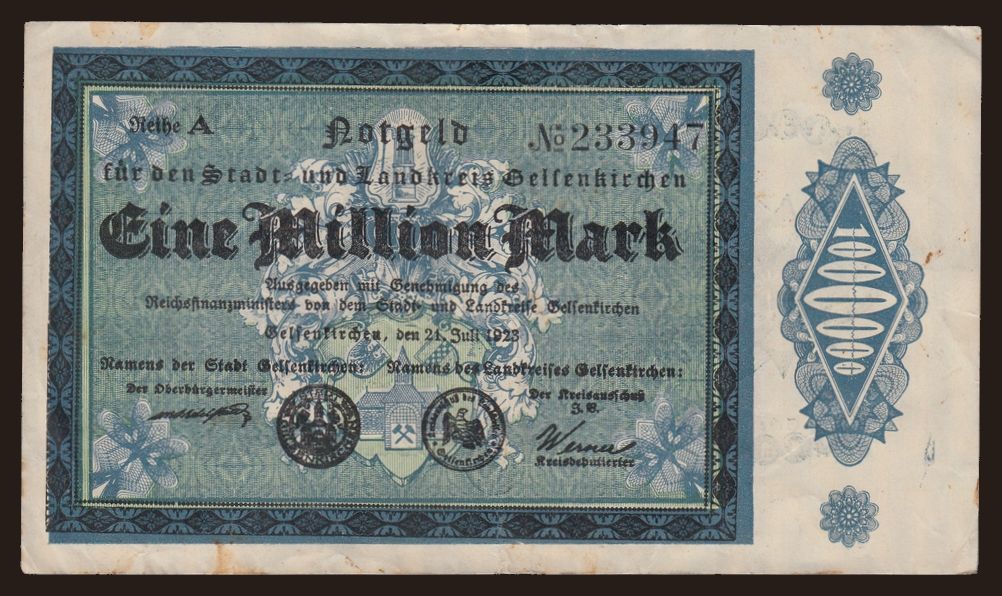 Reihe A
Notgeld
№ 233947
für den Stadt- und Landkreis Gelsenkirchen
Eine Million Mark
Ausgegeben mit Genehmigung des
Reichsfinanzministers von dem Stadt- und Landkreise Gelsenkirchen
Gelsenkirchen, den 21. Juli 1923
Namens der Stadt Gelsenkirchen: Namens des Landkreises Gelsenkirchen:
Der Oberbürgermeister
Der Kreisausschuß
J. V.
Werner
Kreisdeputierter
1000000